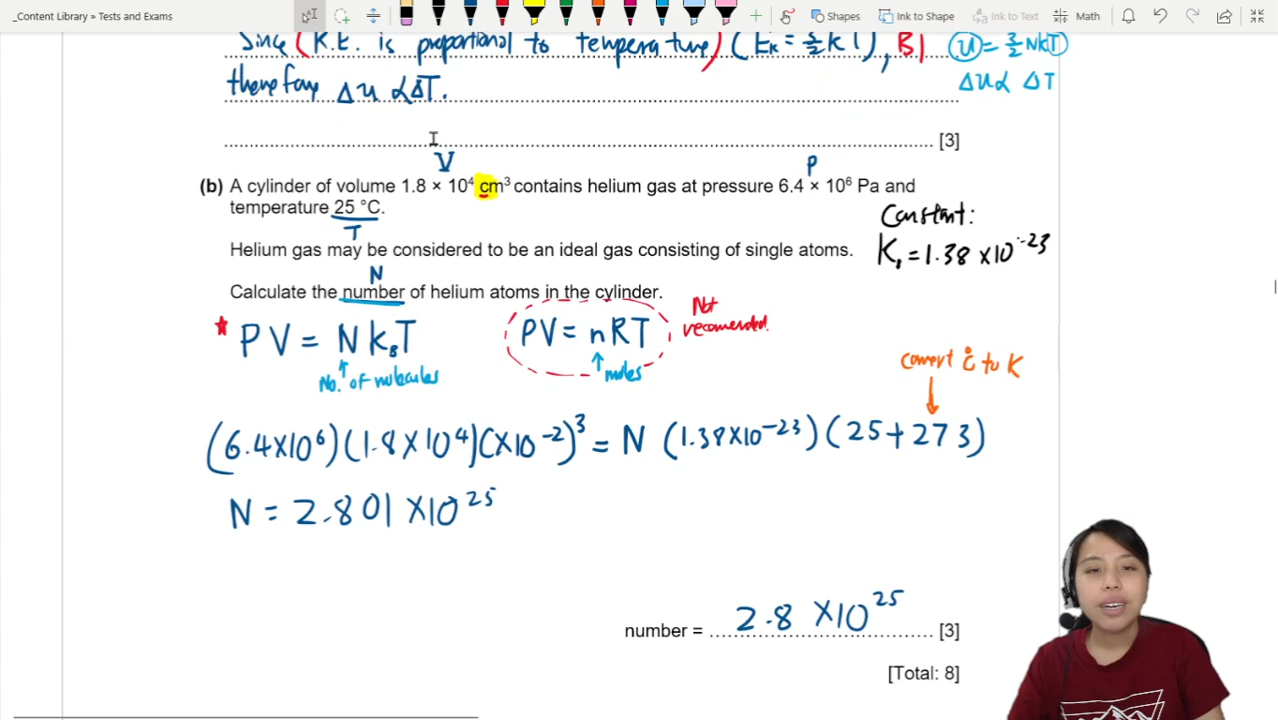 _Content Library » Tests and Exams
Shapes
Ink to Shape
Ink to Text
Math
Since (K.E. is proportional to temperature) (Ek = 3/2 kT), B1
U = 3/2 NkT
therfore ΔU ∝ ΔT.
ΔU ∝ ΔT
[3]
V
P
(b) A cylinder of volume 1.8 × 10⁴ cm³ contains helium gas at pressure 6.4 × 10⁶ Pa and
temperature 25 °C.
T
Constant:
K, = 1.38 × 10⁻²³
Helium gas may be considered to be an ideal gas consisting of single atoms.
N
Calculate the number of helium atoms in the cylinder.
Not
recomended.
* PV = N kBT
PV = nRT
No. of molecules
moles
convert °C to K
(6.4×10⁶)(1.8×10⁴)(×10⁻²)³ = N (1.38×10⁻²³)(25+273)
N = 2.801 ×10²⁵
number = 2.8 ×10²⁵ [3]
[Total: 8]